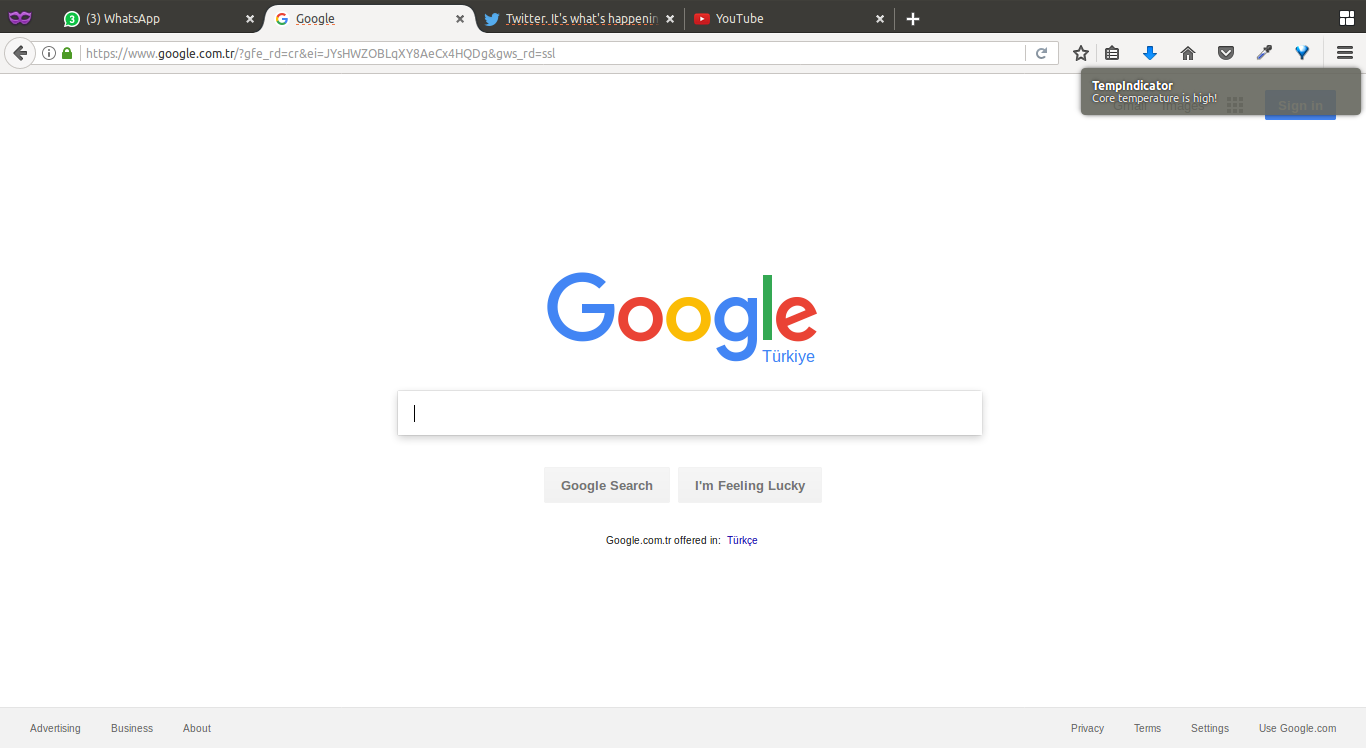 (3) WhatsApp
Google
Twitter. It's what's happenin
YouTube
https://www.google.com.tr/?gfe_rd=cr&ei=JYsHWZOBLqXY8AeCx4HQDg&gws_rd=ssl
TempIndicator
Core temperature is high!
Gmail Images Sign in
Google
Türkiye
Google Search I'm Feeling Lucky
Google.com.tr offered in: Türkçe
Advertising Business About Privacy Terms Settings Use Google.com